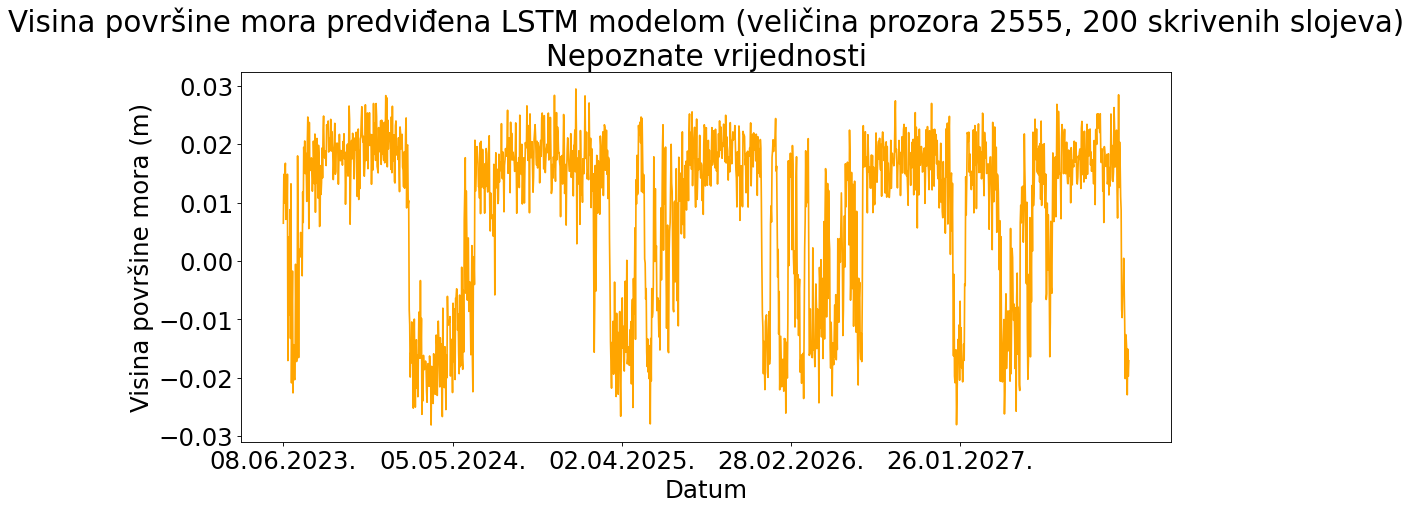 Visina površine mora predviđena LSTM modelom (veličina prozora 2555, 200 skrivenih slojeva)
Nepoznate vrijednosti
Visina površine mora (m)
0.03
0.02
0.01
0.00
−0.01
−0.02
−0.03
08.06.2023. 05.05.2024. 02.04.2025. 28.02.2026. 26.01.2027.
Datum